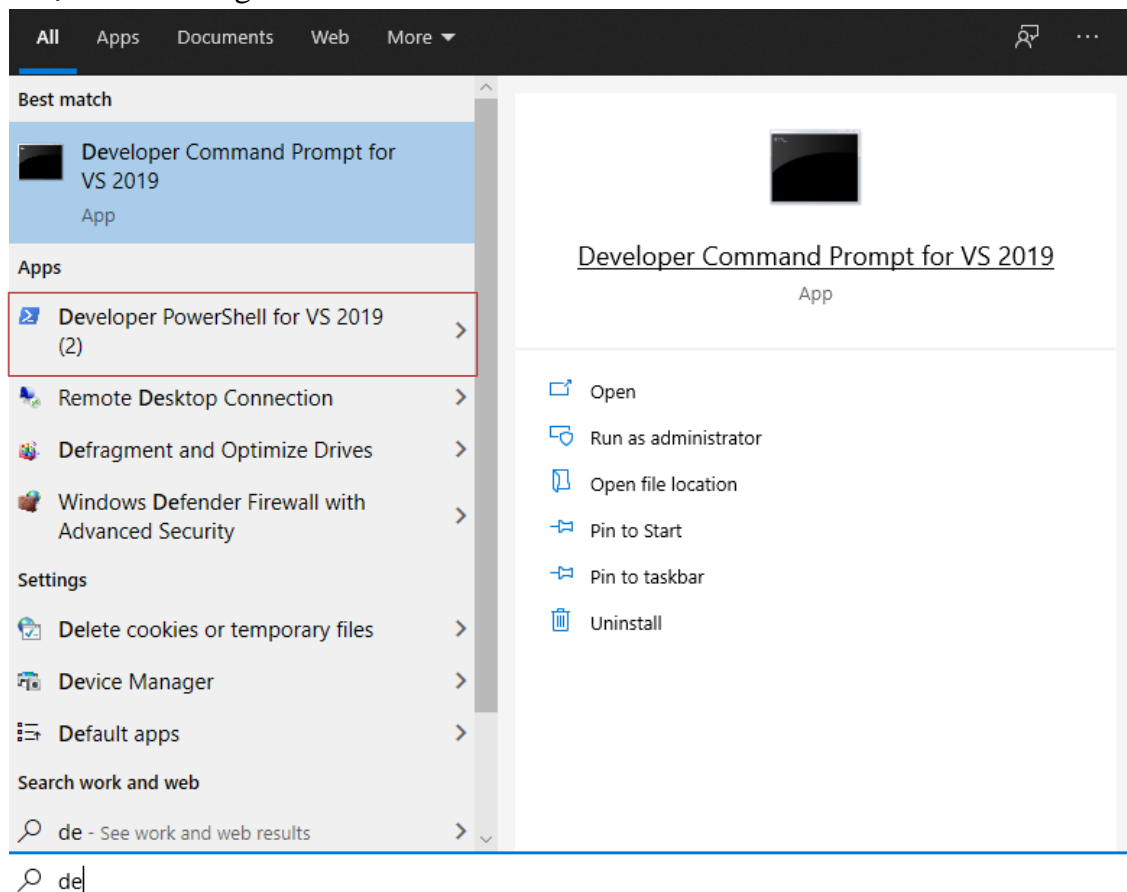 All Apps Documents Web More
Best match
Developer Command Prompt for
VS 2019
App
Apps
Developer PowerShell for VS 2019
(2)
Remote Desktop Connection
Defragment and Optimize Drives
Windows Defender Firewall with
Advanced Security
Settings
Delete cookies or temporary files
Device Manager
Default apps
Search work and web
de - See work and web results
de
Developer Command Prompt for VS 2019
App
Open
Run as administrator
Open file location
Pin to Start
Pin to taskbar
Uninstall